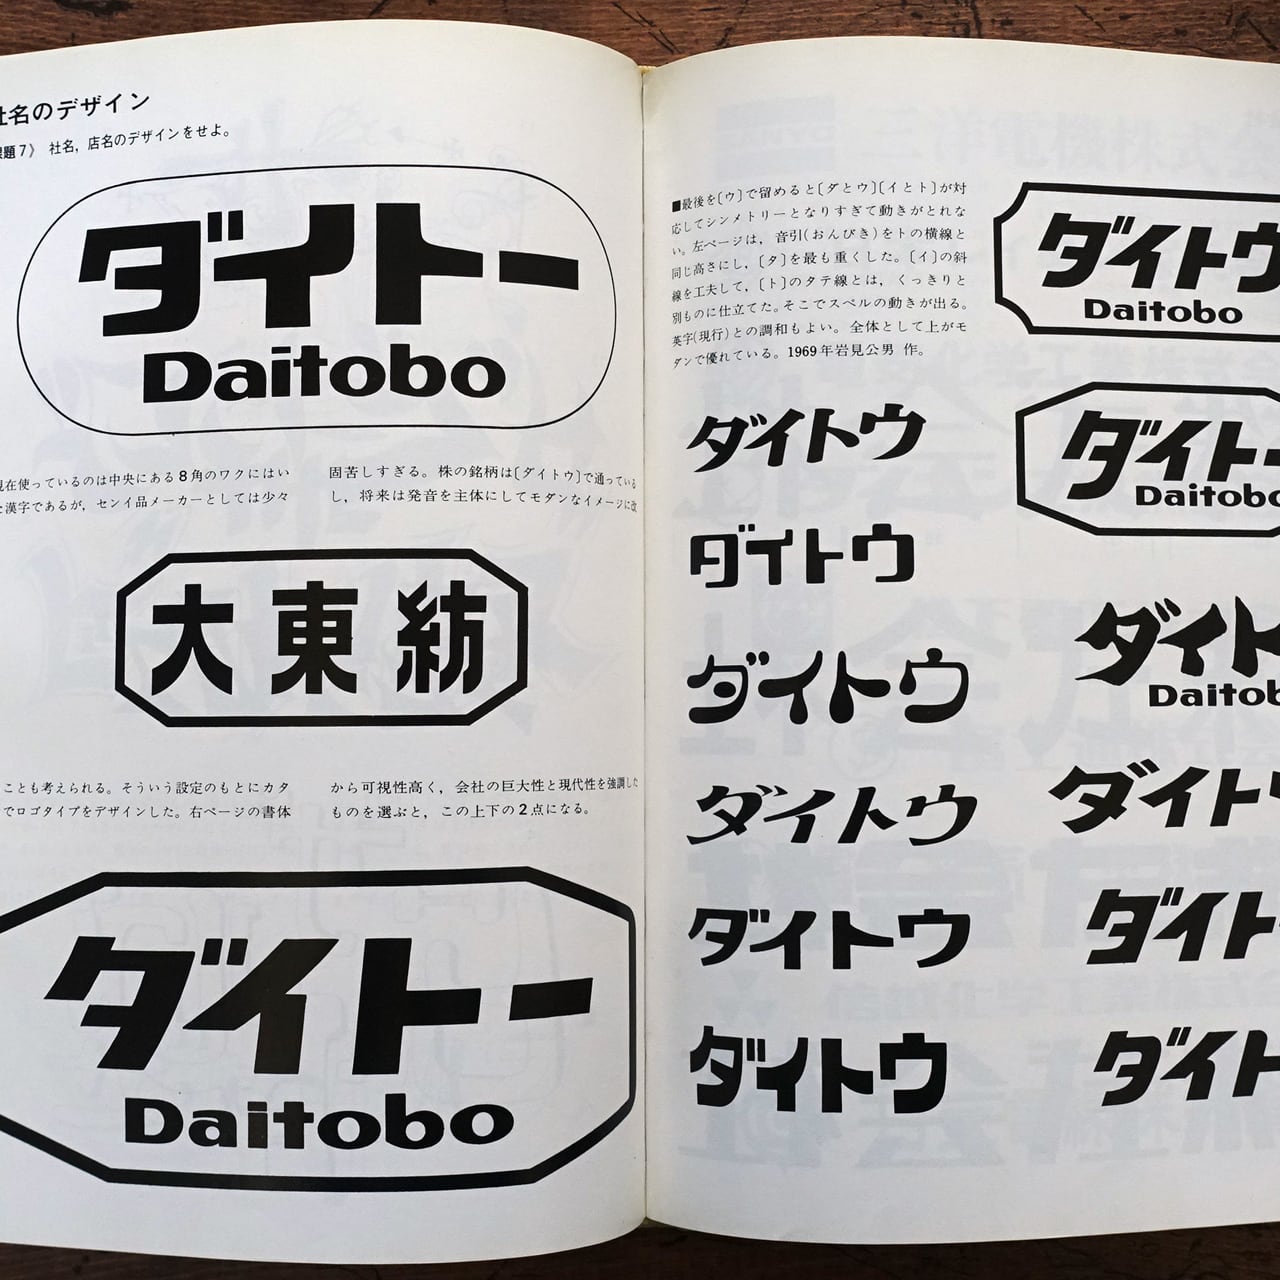 社名のデザイン
課題7》 社名，店名のデザインをせよ。
ダイトー
Daitobo
現在使っているのは中央にある8角のワクにはい
た漢字であるが，センイ品メーカーとしては少々
固苦しすぎる。株の銘柄は〔ダイトウ〕で通っている
し，将来は発音を主体にしてモダンなイメージに改
大東紡
ことも考えられる。そういう設定のもとにカタ
でロゴタイプをデザインした。右ページの書体
から可視性高く，会社の巨大性と現代性を強調した
ものを選ぶと，この上下の2点になる。
ダイトー
Daitobo
■最後を〔ウ〕で留めると〔ダとウ〕〔イとト〕が対
応してシンメトリーとなりすぎて動きがとれな
い。左ページは，音引(おんびき)をトの横線と
同じ高さにし，〔タ〕を最も重くした。〔イ〕の斜
線を工夫して，〔ト〕のタテ線とは，くっきりと
別ものに仕立てた。そこでスペルの動きが出る。
英字(現行)との調和もよい。全体として上がモ
ダンで優れている。1969年岩見公男 作。
ダイトウ
ダイトウ
ダイトウ
ダイトウ
ダイトウ
ダイトウ
ダイトウ
Daitobo
ダイトー
Daitobo
ダイト
Daitob
ダイト
ダイト
ダイト